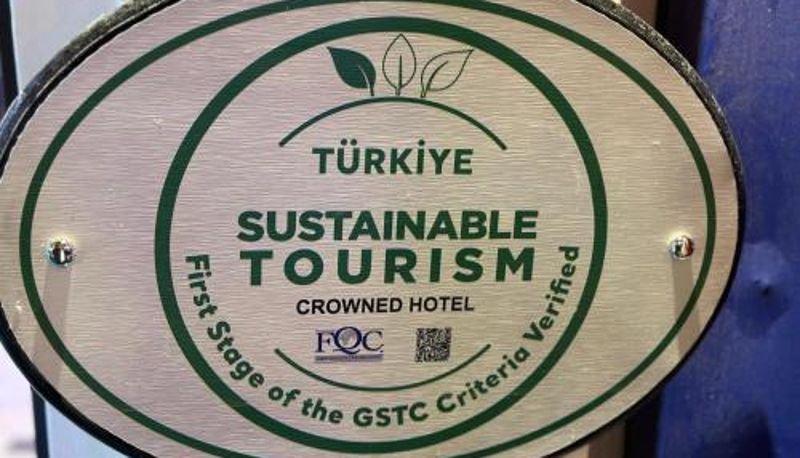 TÜRKİYE
SUSTAINABLE
TOURISM
CROWNED HOTEL
FQC
First Stage of the GSTC Criteria Verified